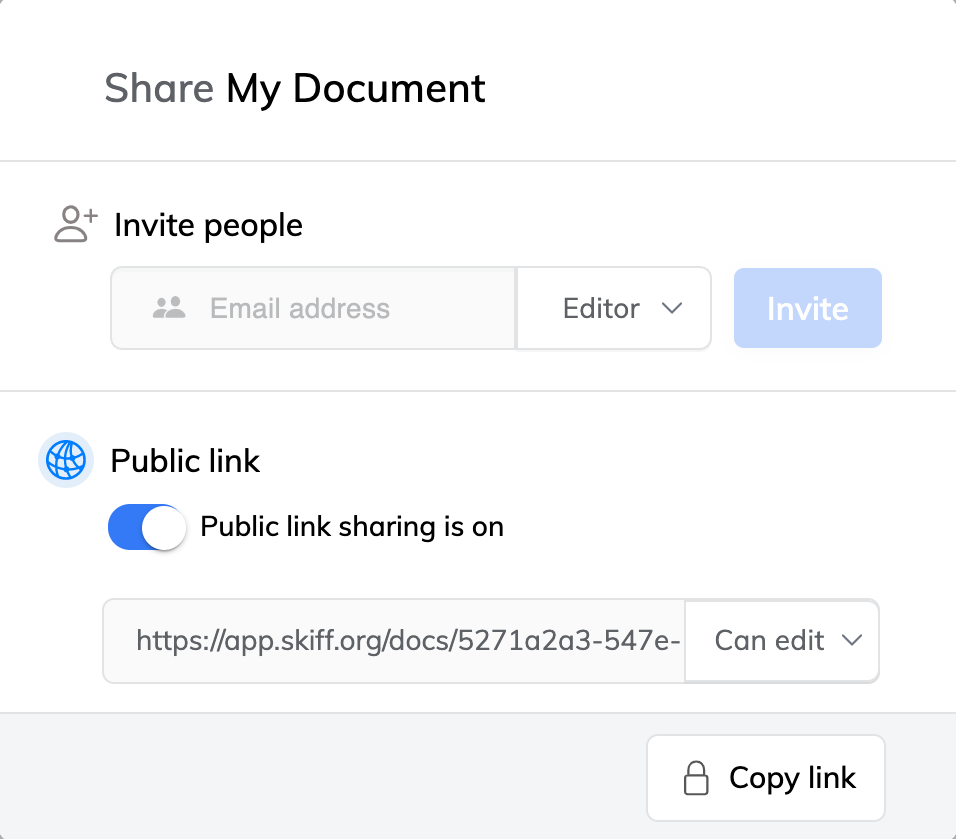 Share My Document
Invite people
Email address Editor Invite
Public link
Public link sharing is on
https://app.skiff.org/docs/5271a2a3-547e- Can edit
Copy link